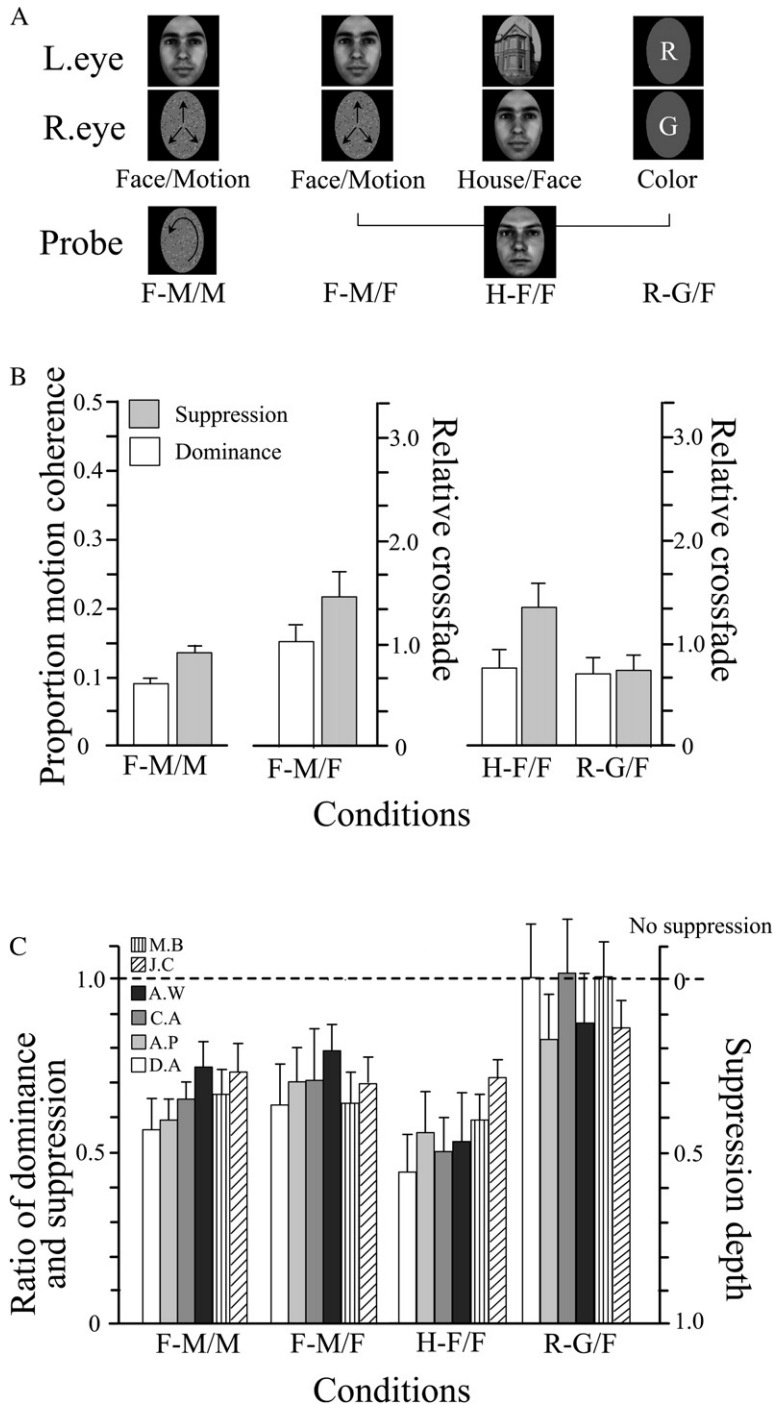 A
L.eye
R
R.eye
G
Face/Motion Face/Motion House/Face Color
Probe
F-M/M F-M/F H-F/F R-G/F
B
Proportion motion coherence
0.5
0.4
0.3
0.2
0.1
0
Suppression
Dominance
3.0
2.0
1.0
0
Relative crossfade
3.0
2.0
1.0
0
Relative crossfade
F-M/M F-M/F H-F/F R-G/F
Conditions
C
Ratio of dominance
and suppression
1.0
0.5
0
M.B
J.C
A.W
C.A
A.P
D.A
No suppression
0
0.5
1.0
Suppression depth
F-M/M F-M/F H-F/F R-G/F
Conditions